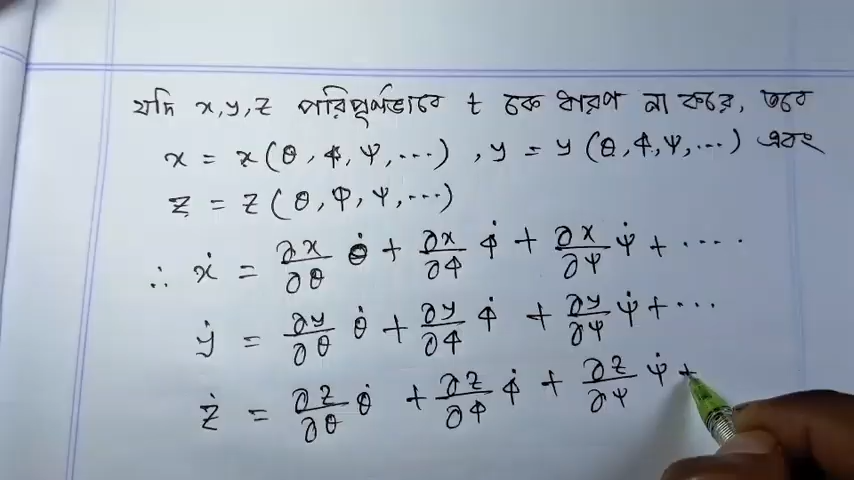 যদি x, y, z পরিপূর্ণভাবে t কে ধারণ না করে, তবে
x = x(θ, ϕ, ψ, ...), y = y(θ, ϕ, ψ, ...) এবং
z = z(θ, ϕ, ψ, ...)
∴ ẋ = ∂x/∂θ θ̇ + ∂x/∂ϕ ϕ̇ + ∂x/∂ψ ψ̇ + ....
ẏ = ∂y/∂θ θ̇ + ∂y/∂ϕ ϕ̇ + ∂y/∂ψ ψ̇ + ...
ż = ∂z/∂θ θ̇ + ∂z/∂ϕ ϕ̇ + ∂z/∂ψ ψ̇ +